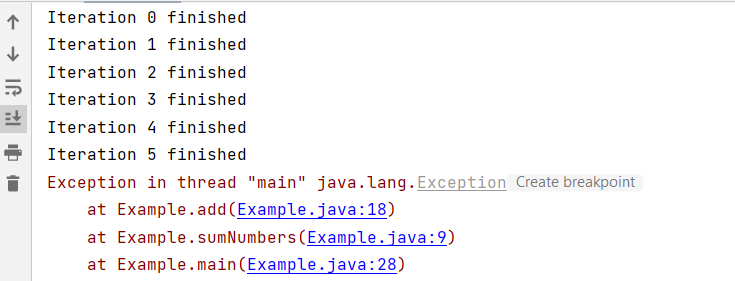 Iteration 0 finished
Iteration 1 finished
Iteration 2 finished
Iteration 3 finished
Iteration 4 finished
Iteration 5 finished
Exception in thread "main" java.lang.Exception Create breakpoint
    at Example.add(Example.java:18)
    at Example.sumNumbers(Example.java:9)
    at Example.main(Example.java:28)